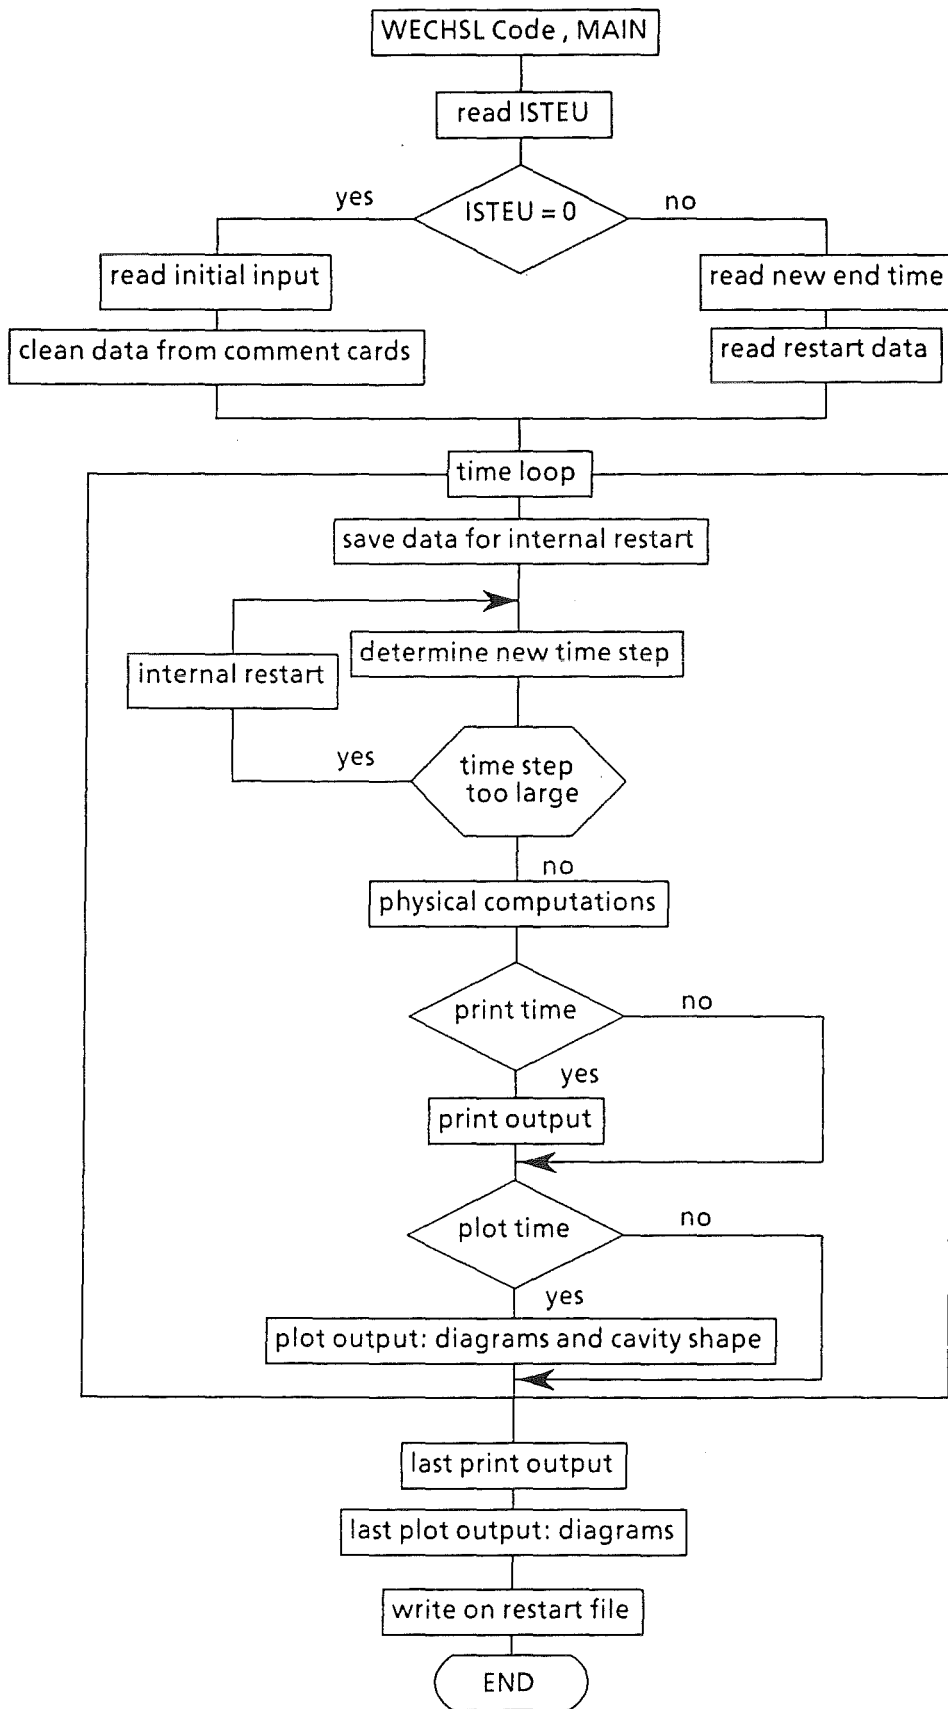 WECHSL Code , MAIN
read ISTEU
ISTEU = 0
yes
no
read initial input
read new end time
clean data from comment cards
read restart data
time loop
save data for internal restart
determine new time step
internal restart
yes
time step
too large
no
physical computations
print time
no
yes
print output
plot time
no
yes
plot output: diagrams and cavity shape
last print output
last plot output: diagrams
write on restart file
END